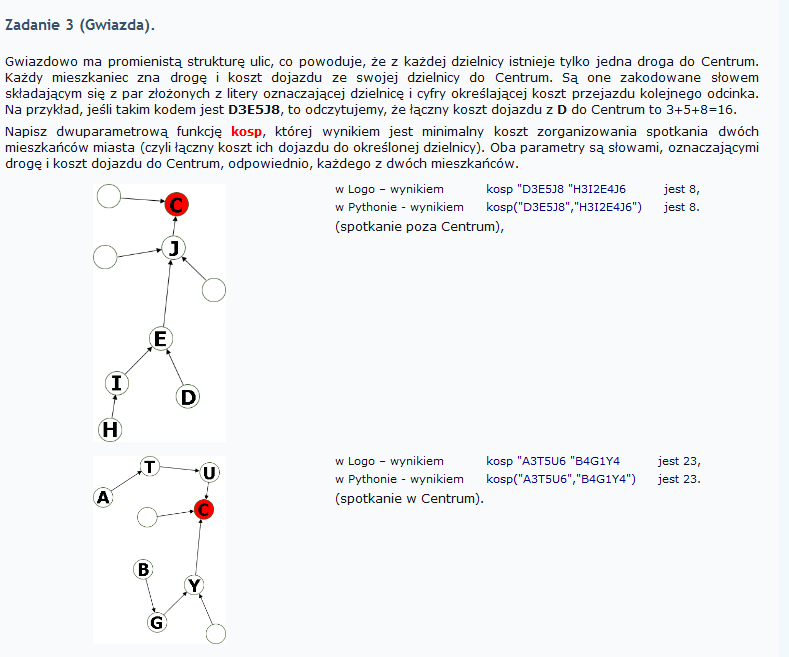 Zadanie 3 (Gwiazda).
Gwiazdowo ma promienistą strukturę ulic, co powoduje, że z każdej dzielnicy istnieje tylko jedna droga do Centrum.
Każdy mieszkaniec zna drogę i koszt dojazdu ze swojej dzielnicy do Centrum. Są one zakodowane słowem
składającym się z par złożonych z litery oznaczającej dzielnicę i cyfry określającej koszt przejazdu kolejnego odcinka.
Na przykład, jeśli takim kodem jest D3E5J8, to odczytujemy, że łączny koszt dojazdu z D do Centrum to 3+5+8=16.
Napisz dwuparametrową funkcję kosp, której wynikiem jest minimalny koszt zorganizowania spotkania dwóch
mieszkańców miasta (czyli łączny koszt ich dojazdu do określonej dzielnicy). Oba parametry są słowami, oznaczającymi
drogę i koszt dojazdu do Centrum, odpowiednio, każdego z dwóch mieszkańców.
w Logo – wynikiem kosp "D3E5J8 "H3I2E4J6 jest 8,
w Pythonie - wynikiem kosp("D3E5J8","H3I2E4J6") jest 8.
(spotkanie poza Centrum),
C
J
E
I
D
H
w Logo – wynikiem kosp "A3T5U6 "B4G1Y4 jest 23,
w Pythonie - wynikiem kosp("A3T5U6","B4G1Y4") jest 23.
(spotkanie w Centrum).
T
U
A
C
B
Y
G